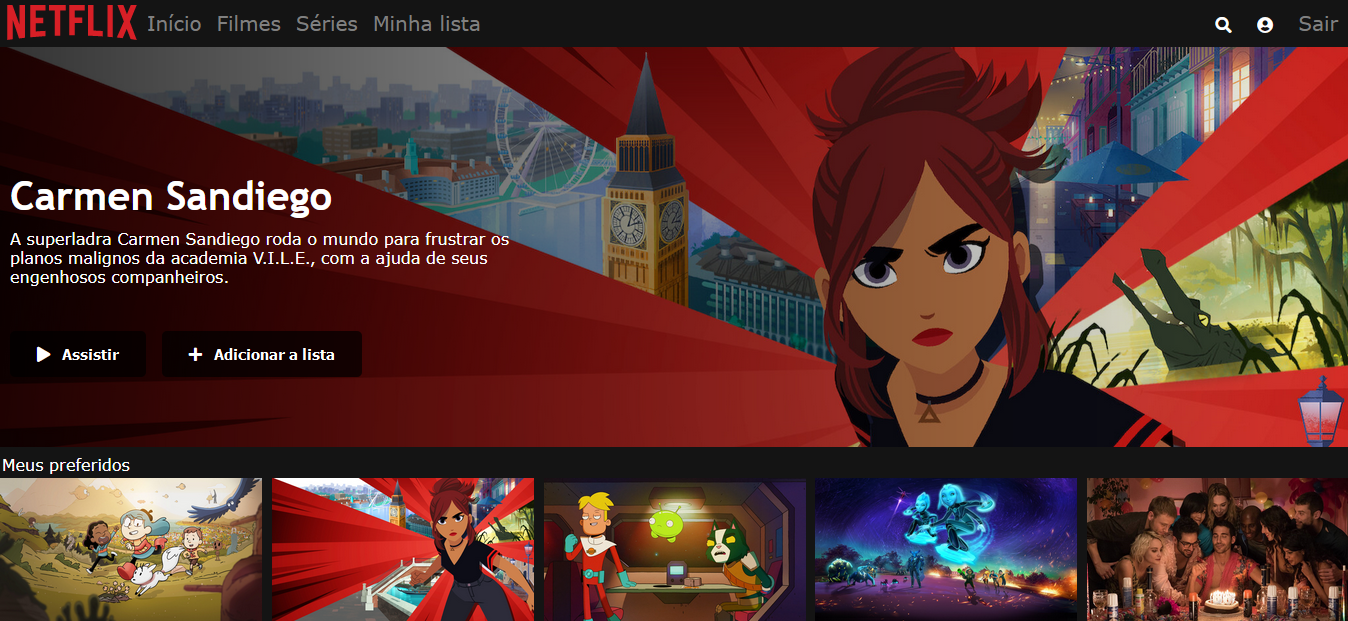 NETFLIX Início Filmes Séries Minha lista Sair
Carmen Sandiego
A superladra Carmen Sandiego roda o mundo para frustrar os
planos malignos da academia V.I.L.E., com a ajuda de seus
engenhosos companheiros.
Assistir Adicionar a lista
Meus preferidos